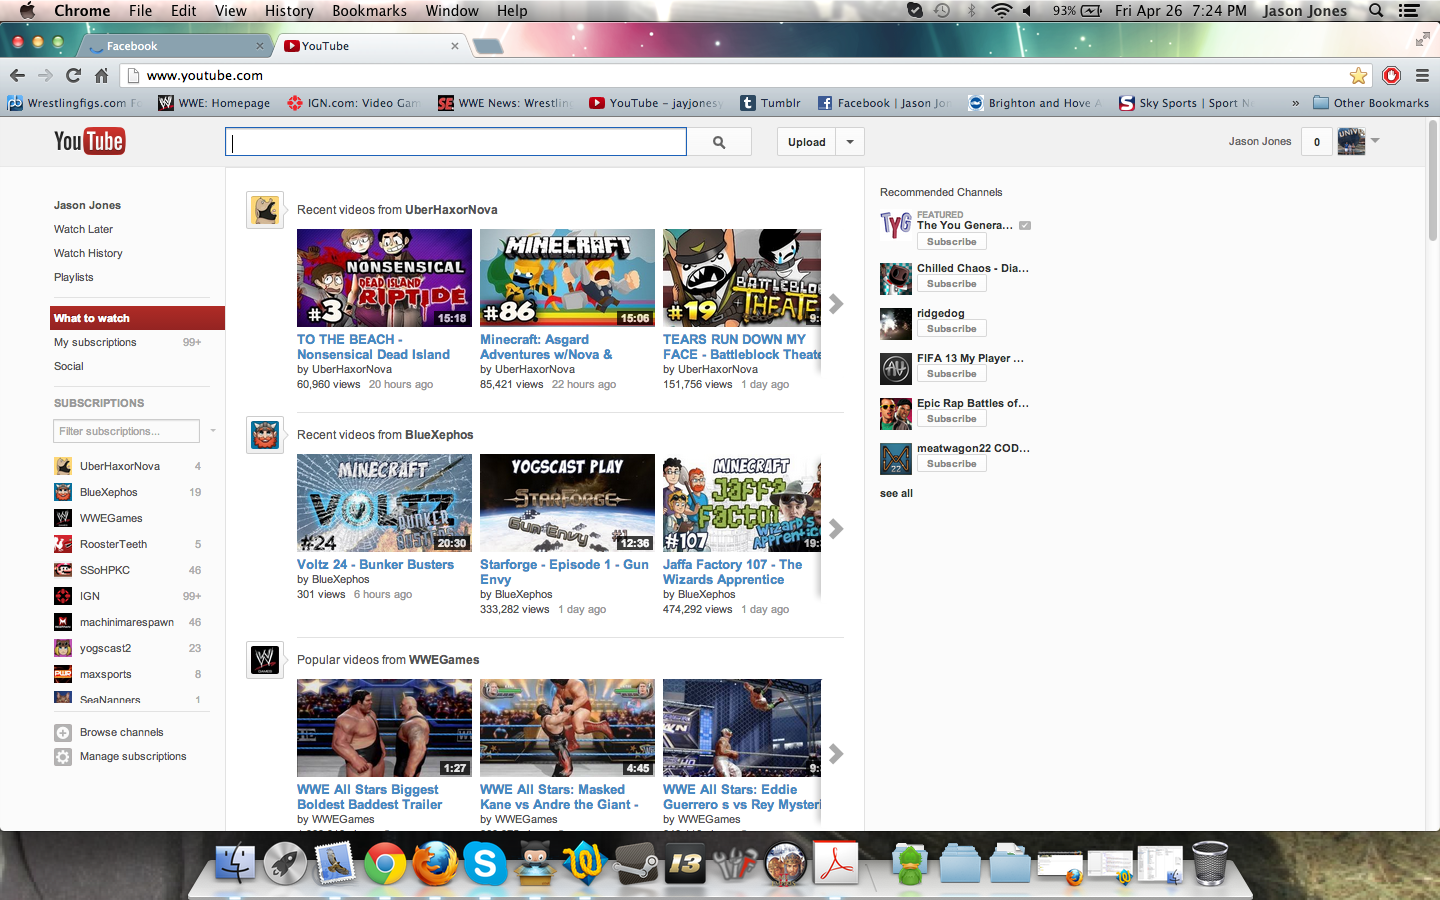 Chrome File Edit View History Bookmarks Window Help 93% Fri Apr 26 7:24 PM Jason Jones
Facebook YouTube
www.youtube.com
Wrestlingfigs.com WWE: Homepage IGN.com: Video Gam WWE News: Wrestlin YouTube – jayjonesy Tumblr Facebook | Jason Jon Brighton and Hove A Sky Sports | Sport N » Other Bookmarks
YouTube Upload Jason Jones 0
Jason Jones
Watch Later
Watch History
Playlists
What to watch
My subscriptions 99+
Social
SUBSCRIPTIONS
Filter subscriptions...
UberHaxorNova 4
BlueXephos 19
WWEGames
RoosterTeeth 5
SSoHPKC 46
IGN 99+
machinimarespawn 46
yogscast2 23
maxsports 8
SeaNanners 1
Browse channels
Manage subscriptions
Recent videos from UberHaxorNova
NONSENSICAL DEAD ISLAND RIPTIDE #3 15:18
MINECRAFT #86 15:06
BATTLEBLOCK THEATE #19 9:
TO THE BEACH - Nonsensical Dead Island
by UberHaxorNova
60,960 views 20 hours ago
Minecraft: Asgard Adventures w/Nova &
by UberHaxorNova
85,421 views 22 hours ago
TEARS RUN DOWN MY FACE - Battleblock Theate
by UberHaxorNova
151,756 views 1 day ago
Recent videos from BlueXephos
MINECRAFT VOLTZ BUNKER BUSTERS #24 20:30
YOGSCAST PLAY STARFORGE Gun Envy #1 12:36
MINECRAFT Jaffa Factory Wizard's Apprentice #107 19:
Voltz 24 - Bunker Busters
by BlueXephos
301 views 6 hours ago
Starforge - Episode 1 - Gun Envy
by BlueXephos
333,282 views 1 day ago
Jaffa Factory 107 - The Wizards Apprentice
by BlueXephos
474,292 views 1 day ago
Popular videos from WWEGames
1:27
4:45
9:
WWE All Stars Biggest Boldest Baddest Trailer
by WWEGames
WWE All Stars: Masked Kane vs Andre the Giant -
by WWEGames
WWE All Stars: Eddie Guerrero s vs Rey Mysteri
by WWEGames
Recommended Channels
TYG
FEATURED
The You Genera...
Subscribe
Chilled Chaos - Dia...
Subscribe
ridgedog
Subscribe
FIFA 13 My Player ...
Subscribe
Epic Rap Battles of...
Subscribe
meatwagon22 COD...
Subscribe
see all
13